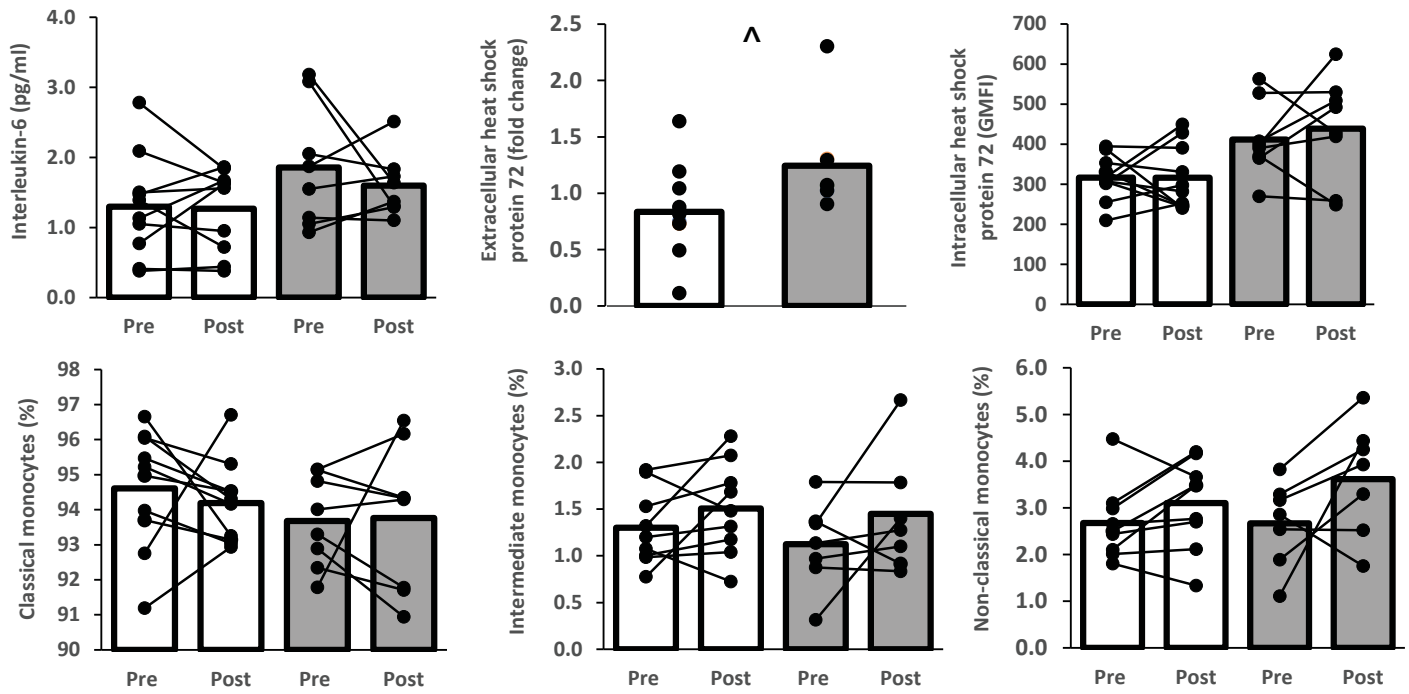 Interleukin-6 (pg/ml)
4.0
3.0
2.0
1.0
0.0
Pre
Post
Pre
Post
Extracellular heat shock
protein 72 (fold change)
2.5
2.0
1.5
1.0
0.5
0.0
^
Intracellular heat shock
protein 72 (GMFI)
700
600
500
400
300
200
100
0
Pre
Post
Pre
Post
Classical monocytes (%)
98
97
96
95
94
93
92
91
90
Pre
Post
Pre
Post
Intermediate monocytes (%)
3.0
2.5
2.0
1.5
1.0
0.5
0.0
Pre
Post
Pre
Post
Non-classical monocytes (%)
6.0
5.0
4.0
3.0
2.0
1.0
0.0
Pre
Post
Pre
Post